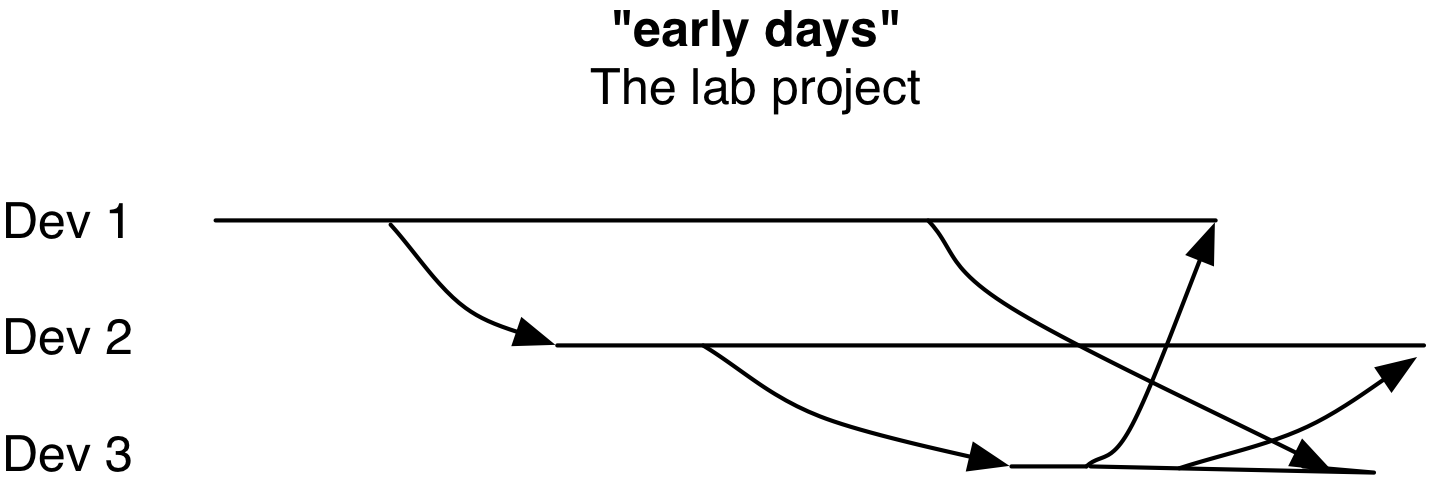 "early days"
The lab project
Dev 1
Dev 2
Dev 3